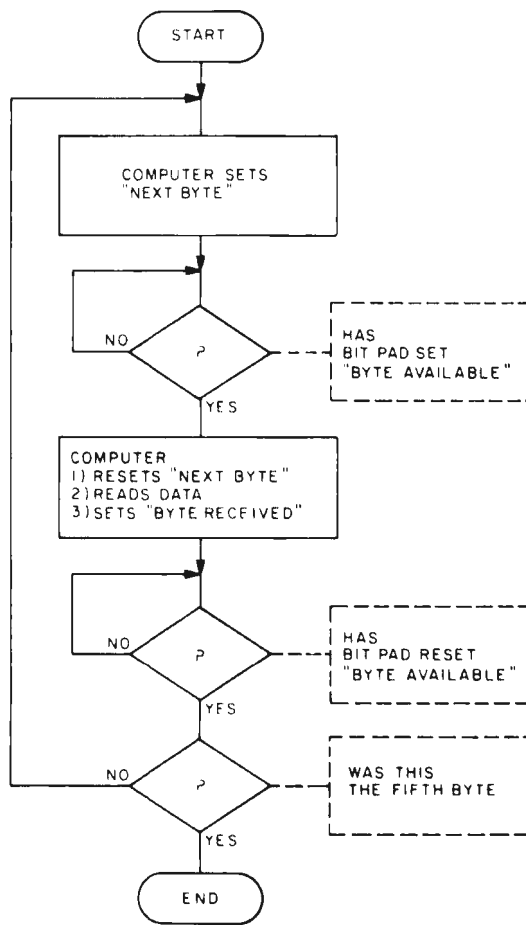 START
COMPUTER SETS
"NEXT BYTE"
NO
?
YES
HAS
BIT PAD SET
"BYTE AVAILABLE"
COMPUTER
1) RESETS "NEXT BYTE"
2) READS DATA
3) SETS "BYTE RECEIVED"
NO
?
YES
HAS
BIT PAD RESET
"BYTE AVAILABLE"
NO
?
YES
WAS THIS
THE FIFTH BYTE
END